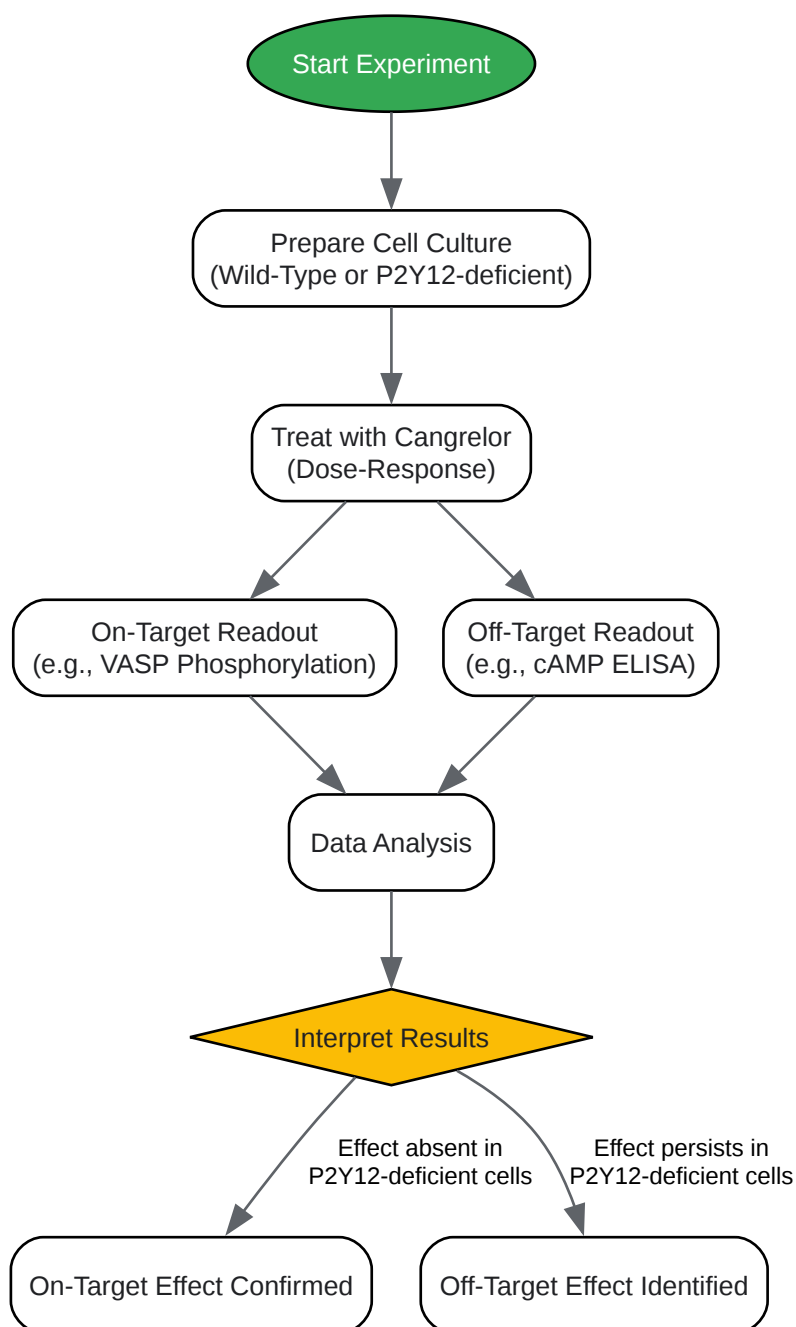 Start Experiment
Prepare Cell Culture
(Wild-Type or P2Y12-deficient)
Treat with Cangrelor
(Dose-Response)
On-Target Readout
(e.g., VASP Phosphorylation)
Off-Target Readout
(e.g., cAMP ELISA)
Data Analysis
Interpret Results
Effect absent in
P2Y12-deficient cells
Effect persists in
P2Y12-deficient cells
On-Target Effect Confirmed
Off-Target Effect Identified